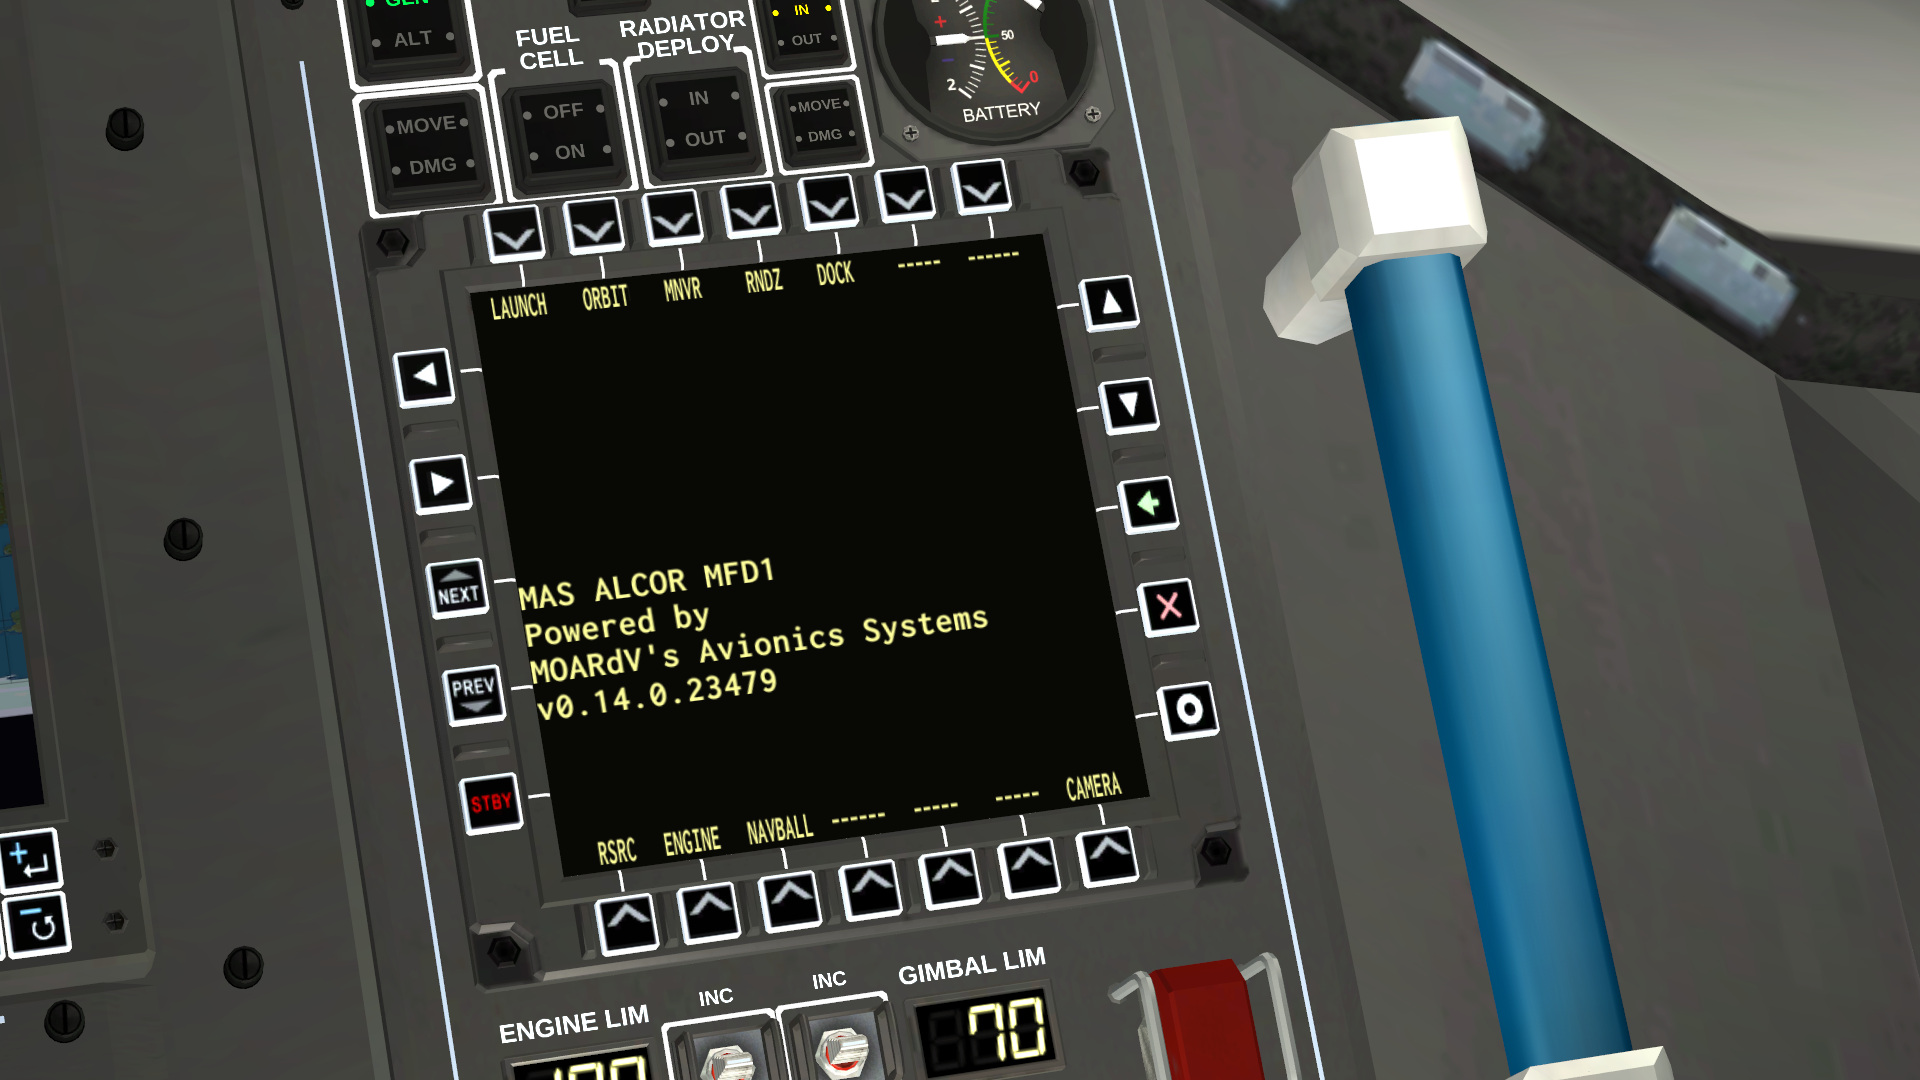 GEN
ALT
FUEL
CELL
RADIATOR
DEPLOY
IN
OUT
MOVE
DMG
OFF
ON
IN
OUT
MOVE
DMG
+
-
2
50
0
BATTERY
LAUNCH ORBIT MNVR RNDZ DOCK ----- ------
NEXT
PREV
STBY
MAS ALCOR MFD1
Powered by
MOARdV's Avionics Systems
v0.14.0.23479
RSRC ENGINE NAVBALL ------ ----- ----- CAMERA
ENGINE LIM
INC
INC
GIMBAL LIM
100
70